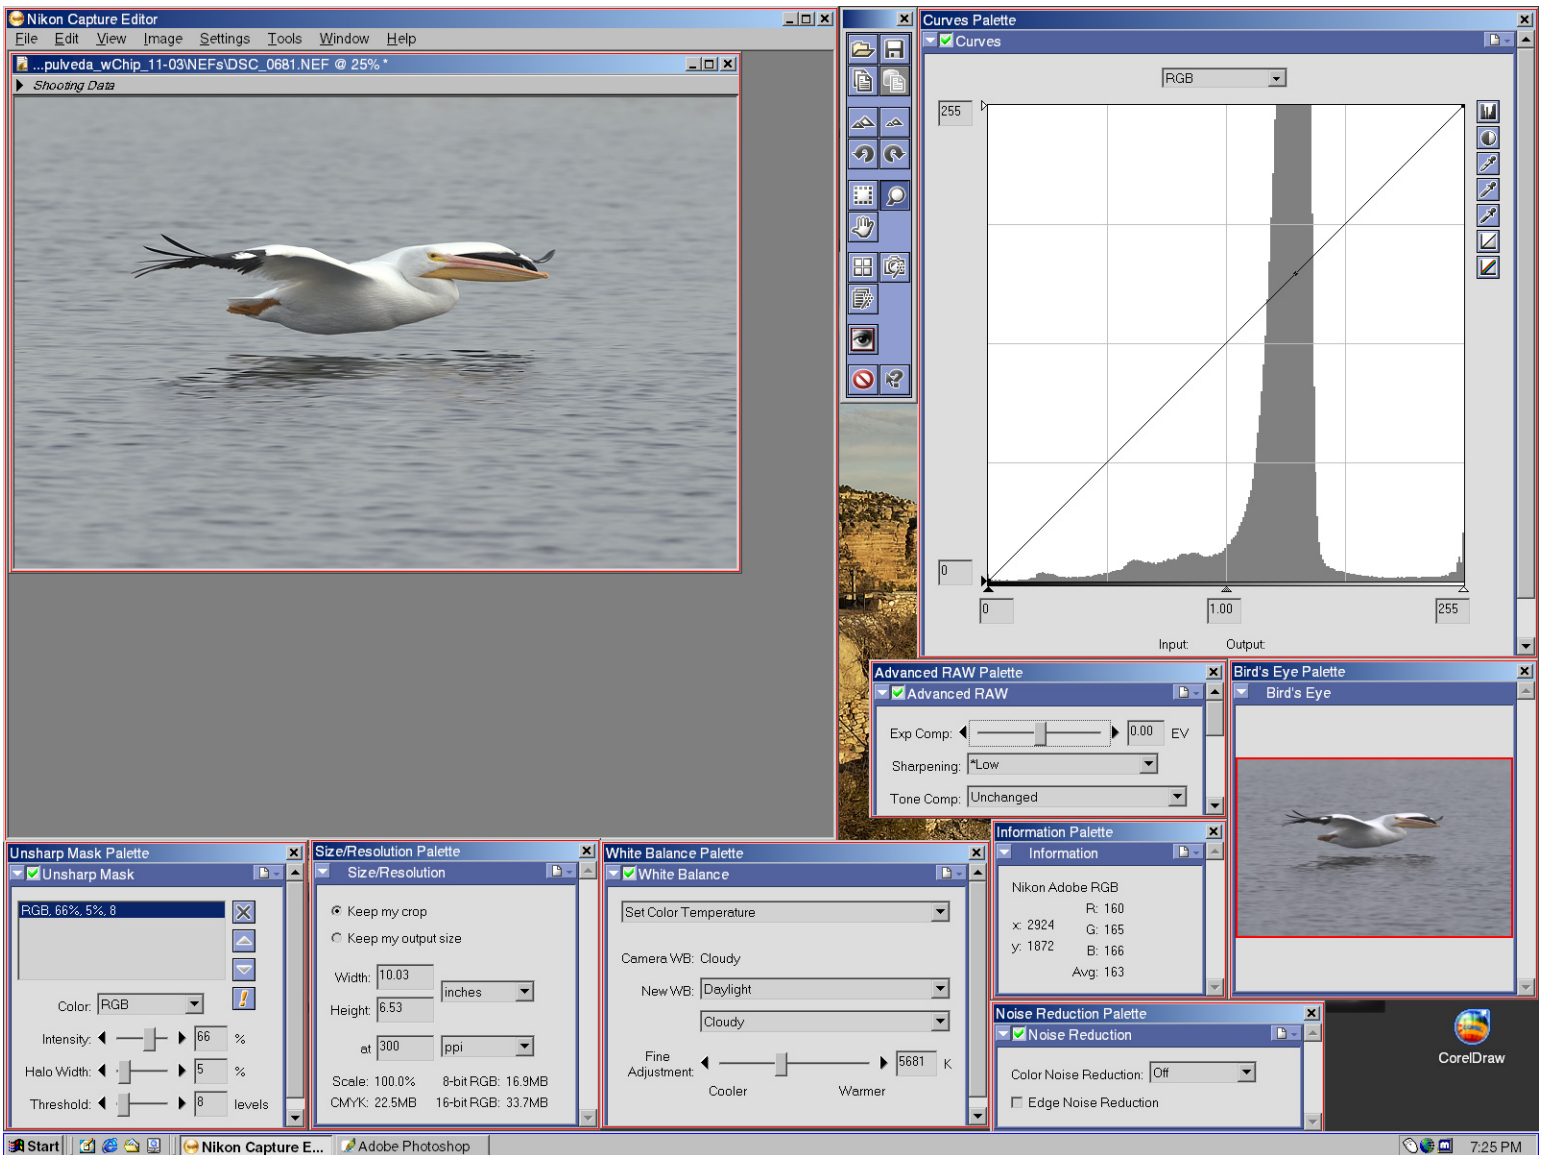 Nikon Capture Editor
File Edit View Image Settings Tools Window Help
...pulveda_wChip_11-03\NEFs\DSC_0681.NEF @ 25% *
Shooting Data
Curves Palette
Curves
RGB
255
0
0
1.00
255
Input: Output:
Advanced RAW Palette
Advanced RAW
Exp Comp: 0.00 EV
Sharpening: *Low
Tone Comp: Unchanged
Bird's Eye Palette
Bird's Eye
Unsharp Mask Palette
Unsharp Mask
RGB, 66%, 5%, 8
Color: RGB
Intensity: 66 %
Halo Width: 5 %
Threshold: 8 levels
Size/Resolution Palette
Size/Resolution
Keep my crop
Keep my output size
Width: 10.03
inches
Height: 6.53
at 300 ppi
Scale: 100.0% 8-bit RGB: 16.9MB
CMYK: 22.5MB 16-bit RGB: 33.7MB
White Balance Palette
White Balance
Set Color Temperature
Camera WB: Cloudy
New WB: Daylight
Cloudy
Fine
Adjustment: 5681 K
Cooler Warmer
Information Palette
Information
Nikon Adobe RGB
R: 160
x: 2924
G: 165
y: 1872
B: 166
Avg: 163
Noise Reduction Palette
Noise Reduction
Color Noise Reduction: Off
Edge Noise Reduction
CorelDraw
Start Nikon Capture E... Adobe Photoshop 7:25 PM